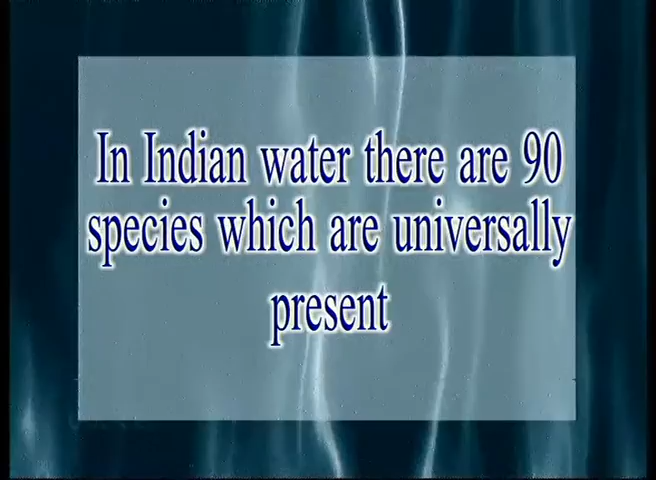 In Indian water there are 90
species which are universally
present